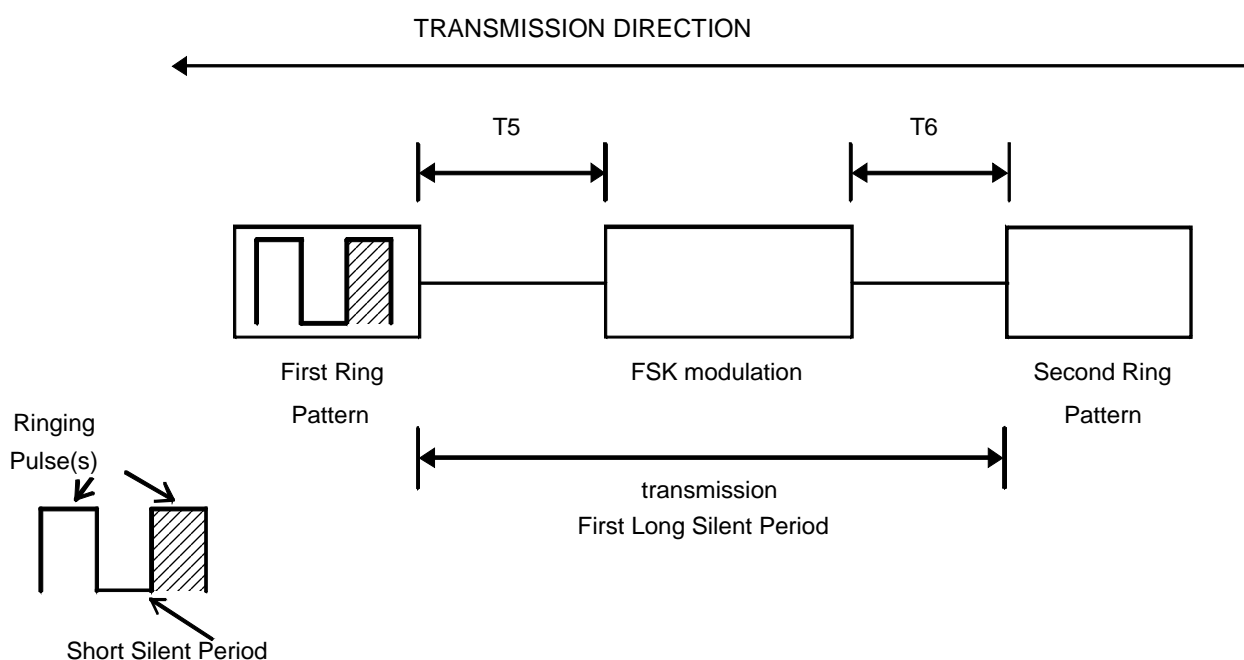 TRANSMISSION DIRECTION
T5
T6
First Ring
Pattern
FSK modulation
Second Ring
Pattern
Ringing
Pulse(s)
transmission
First Long Silent Period
Short Silent Period